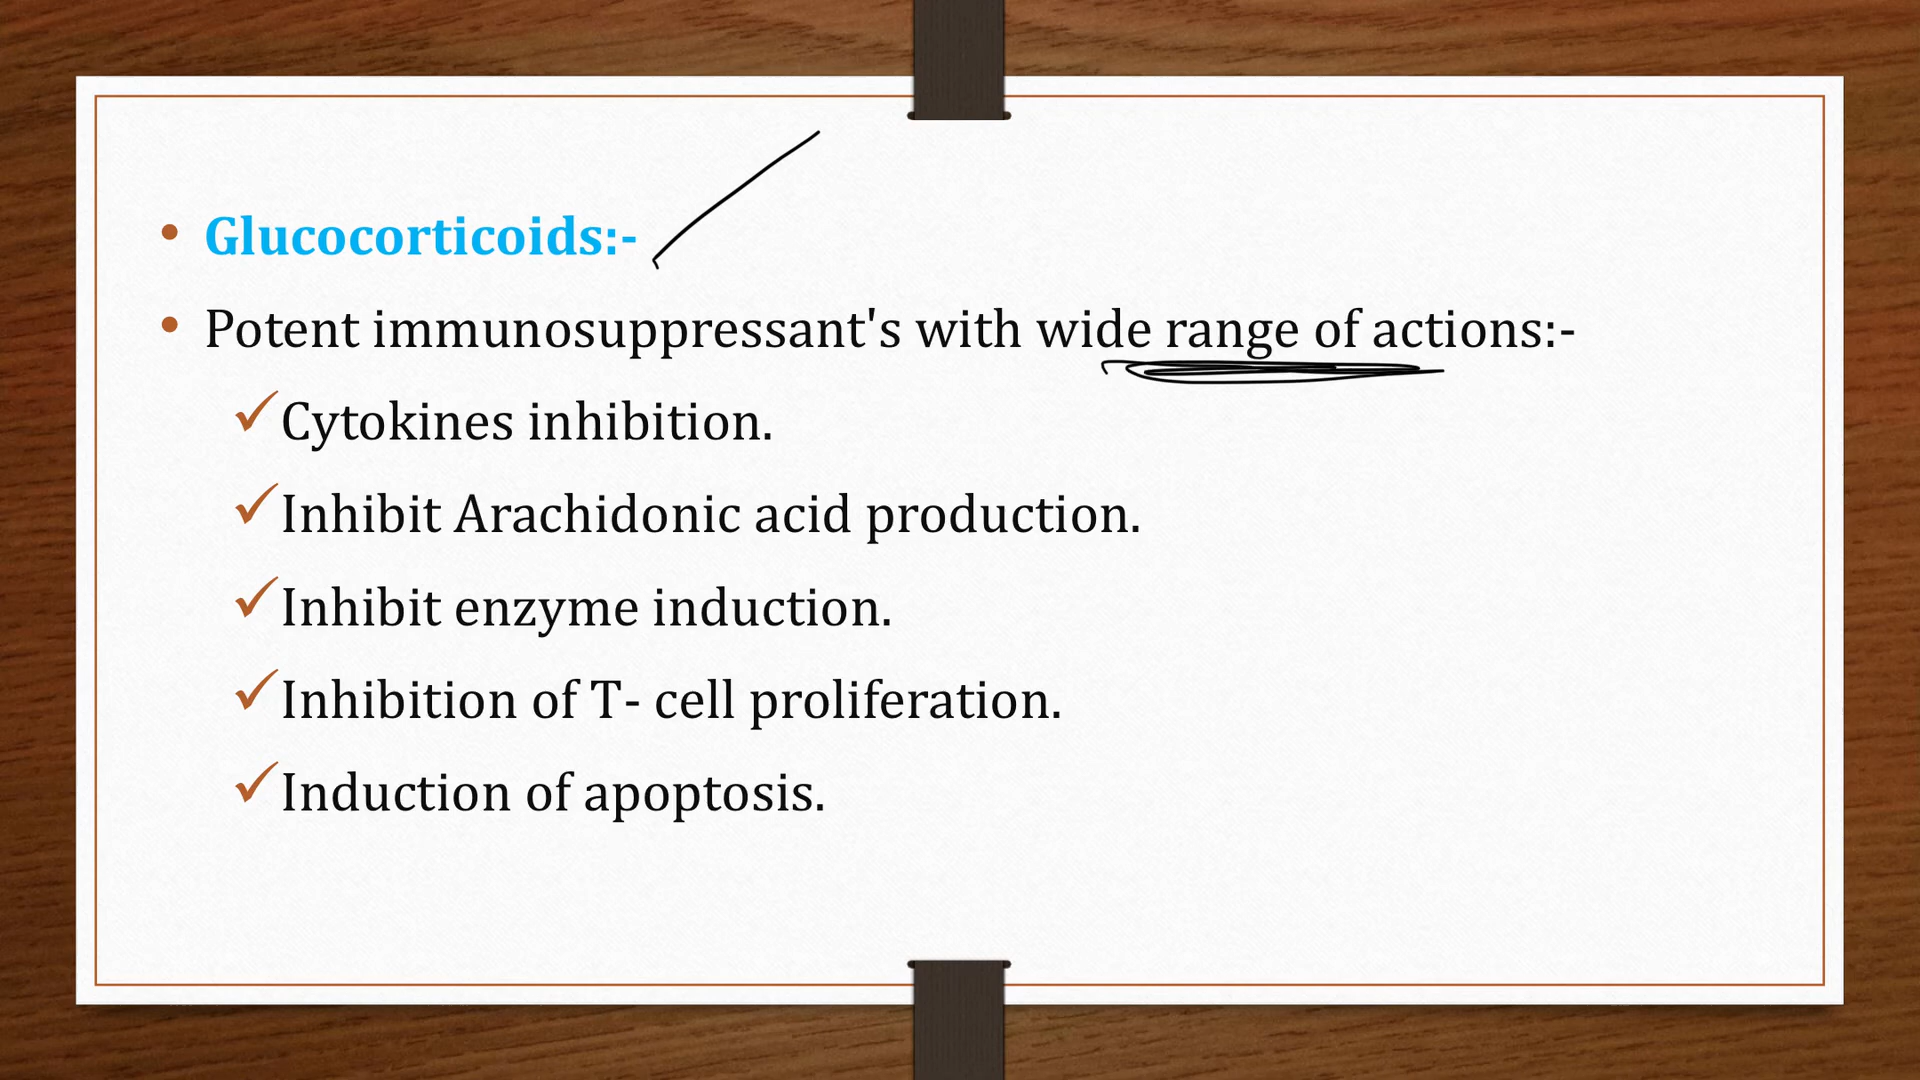 • Glucocorticoids:-
• Potent immunosuppressant's with wide range of actions:-
✓Cytokines inhibition.
✓Inhibit Arachidonic acid production.
✓Inhibit enzyme induction.
✓Inhibition of T- cell proliferation.
✓Induction of apoptosis.